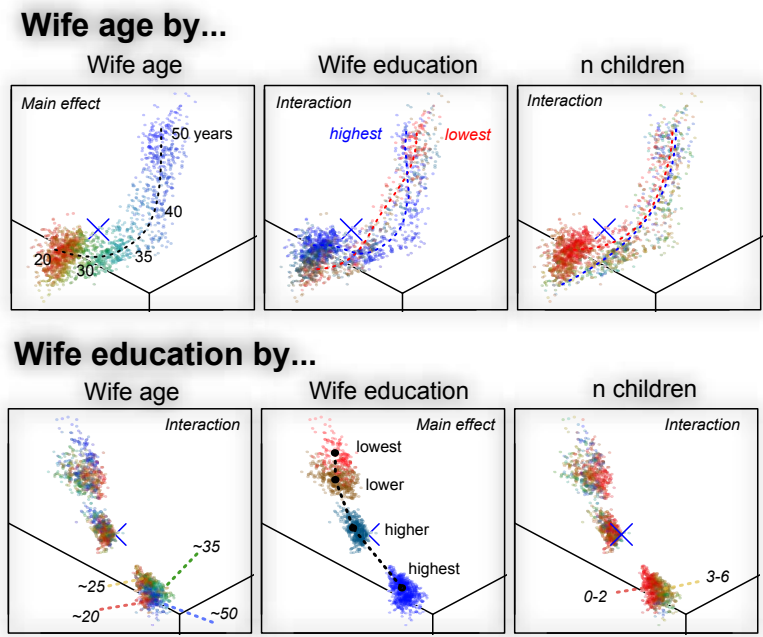 Wife age by...
Wife age
Wife education
n children
Main effect
Interaction
Interaction
50 years
highest
lowest
40
20
30
35
Wife education by...
Wife age
Wife education
n children
Interaction
Main effect
Interaction
lowest
lower
higher
highest
~35
~25
~20
~50
3-6
0-2